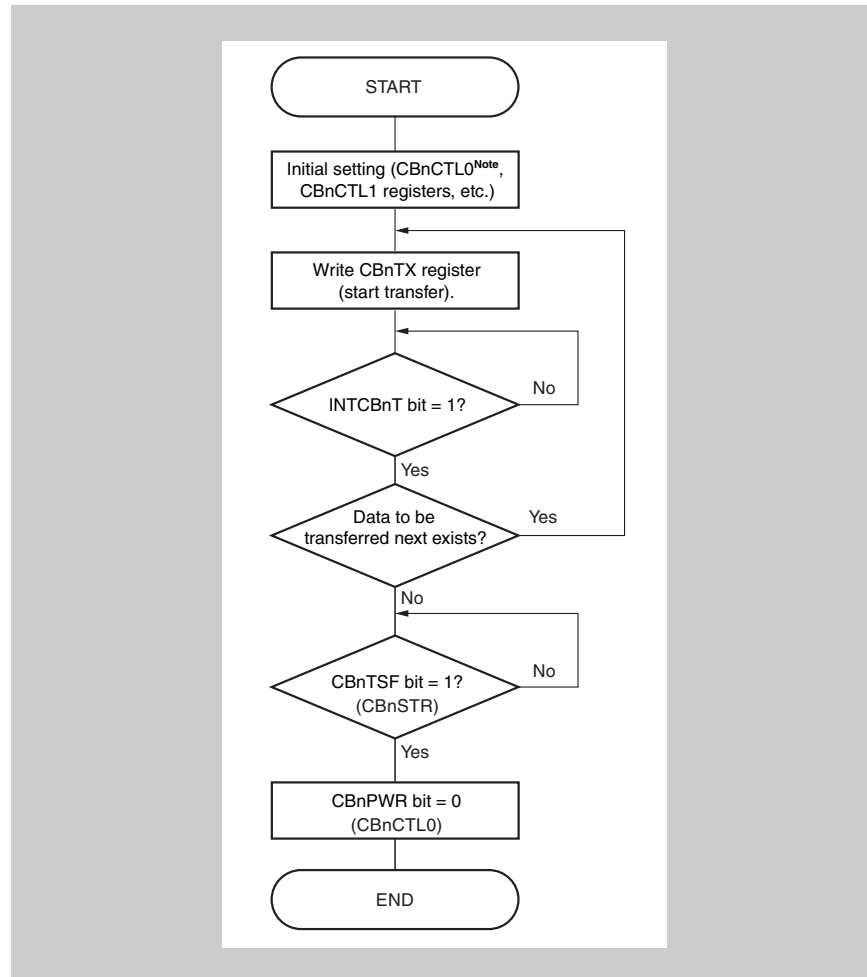 START
Initial setting (CBnCTL0Note,
CBnCTL1 registers, etc.)
Write CBnTX register
(start transfer).
INTCBnT bit = 1?
No
Yes
Data to be
transferred next exists?
Yes
No
CBnTSF bit = 1?
(CBnSTR)
No
Yes
CBnPWR bit = 0
(CBnCTL0)
END